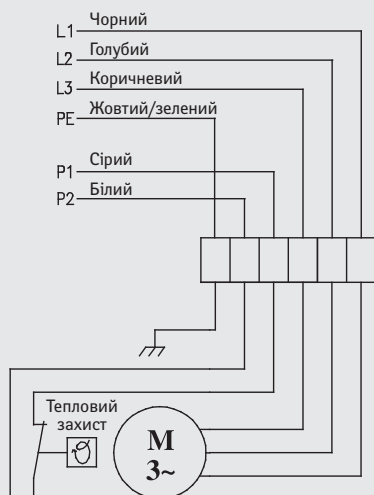 L1 Чорний
L2 Голубий
L3 Коричневий
PE Жовтий/зелений
P1 Сірий
P2 Білий
Тепловий
захист
M
3~